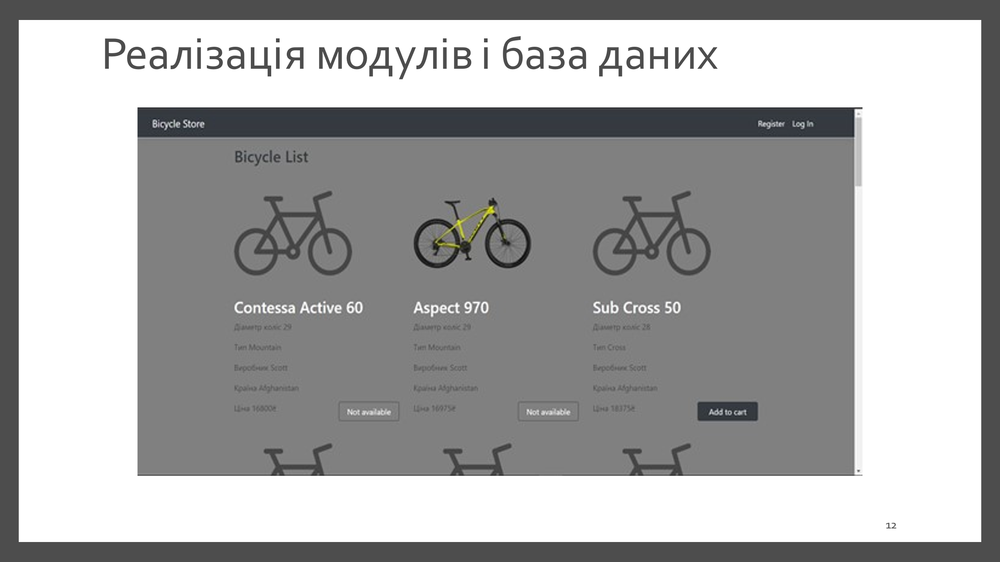 Реалізація модулів і база даних
Bicycle Store
Register Log In
Bicycle List
Contessa Active 60
Діаметр коліс 29
Тип Mountain
Виробник Scott
Країна Afghanistan
Ціна 16800₴
Not available
Aspect 970
Діаметр коліс 29
Тип Mountain
Виробник Scott
Країна Afghanistan
Ціна 16975₴
Not available
Sub Cross 50
Діаметр коліс 28
Тип Cross
Виробник Scott
Країна Afghanistan
Ціна 18375₴
Add to cart
12